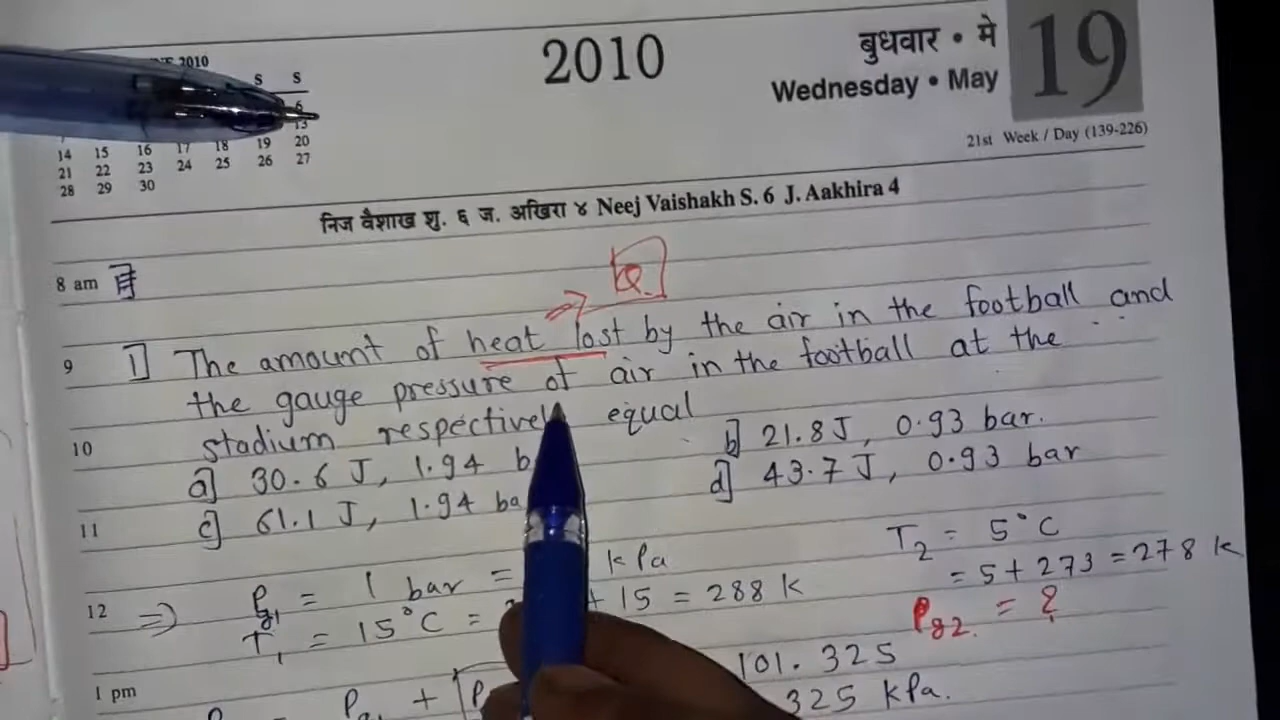 2010
बुधवार • मे
Wednesday • May
19
21st Week / Day (139-226)
2010
S S
6
13
14 15 16 17 18 19 20
21 22 23 24 25 26 27
28 29 30
निज वैशाख शु. ६ ज. अखिरा ४ Neej Vaishakh S. 6 J. Aakhira 4
8 am
Q.
9 1] The amount of heat lost by the air in the football and
the gauge pressure of air in the football at the
10 stadium respectively equal
a] 30.6 J, 1.94 b] 21.8 J, 0.93 bar.
11 c] 61.1 J, 1.94 d] 43.7 J, 0.93 bar
12 ⇒ Pg1 = 1 bar = kPa T2 = 5°C
T1 = 15°C = + 15 = 288 k = 5 + 273 = 278 k
Pg2. = ?
1 pm 101.325
+ 325 kPa.